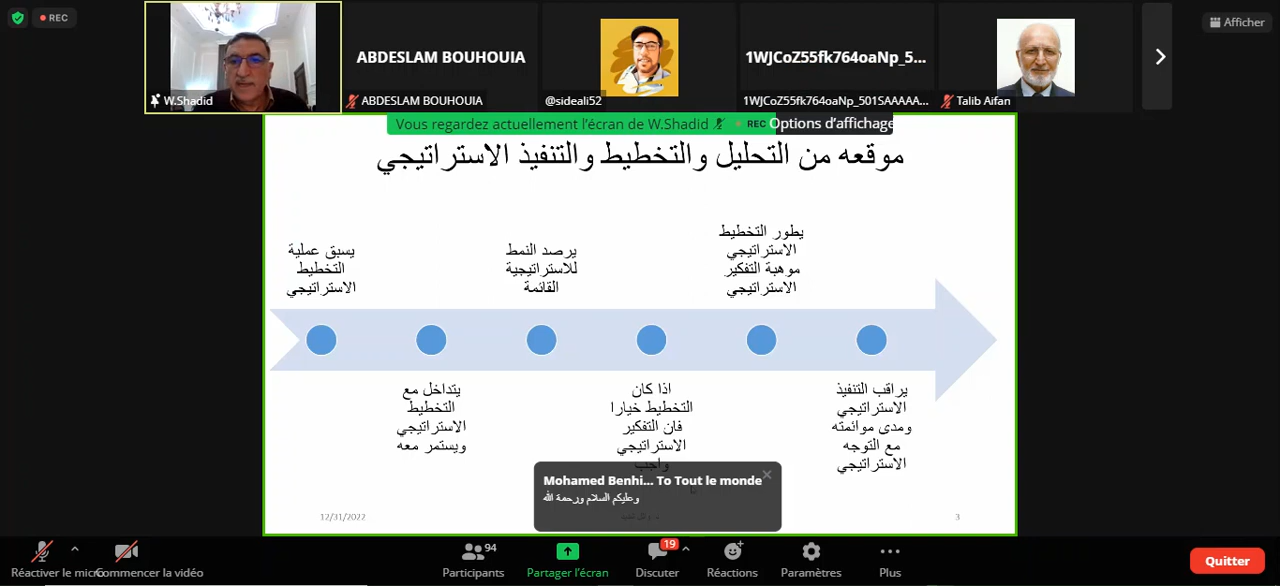 REC
Afficher
W.Shadid
ABDESLAM BOUHOUIA
ABDESLAM BOUHOUIA
@sideali52
1WJCoZ55fk764oaNp_5...
1WJCoZ55fk764oaNp_501SAAAAA...
Talib Aifan
Vous regardez actuellement l'écran de W.Shadid
REC
Options d'affichage
موقعه من التحليل والتخطيط والتنفيذ الاستراتيجي
يسبق عملية
التخطيط
الاستراتيجي
يتداخل مع
التخطيط
الاستراتيجي
ويستمر معه
يرصد النمط
للاستراتيجية
القائمة
اذا كان
التخطيط خيارا
فان التفكير
الاستراتيجي
واجب
يطور التخطيط
الاستراتيجي
موهبة التفكير
الاستراتيجي
يراقب التنفيذ
الاستراتيجي
ومدى موائمته
مع التوجه
الاستراتيجي
Mohamed Benhi... To Tout le monde
وعليكم السلام ورحمة الله
12/31/2022
3
Réactiver le micro
Commencer la vidéo
94
Participants
Partager l'écran
19
Discuter
Réactions
Paramètres
Plus
Quitter